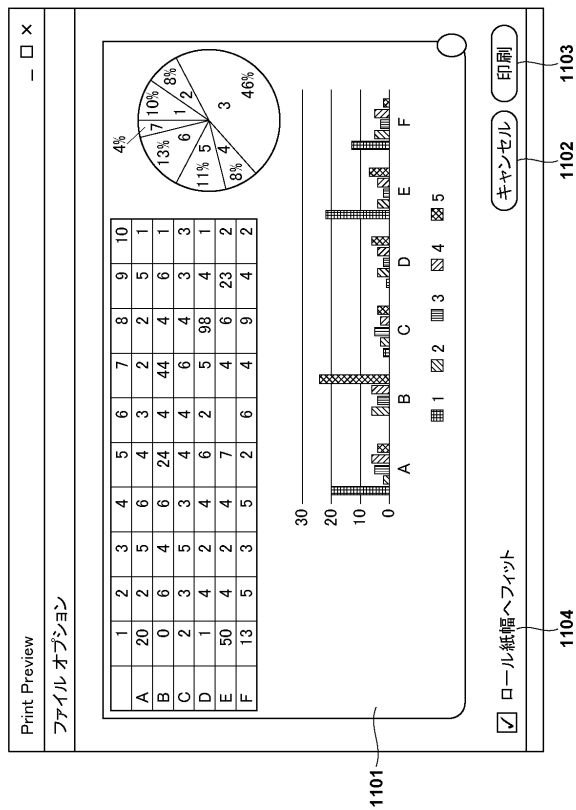 Print Preview
ファイル オプション
1 2 3 4 5 6 7 8 9 10
A 20 2 5 6 4 3 2 2 5 1
B 0 6 4 6 24 4 44 4 6 1
C 2 3 5 3 4 4 6 4 3 3
D 1 4 2 4 6 2 5 98 4 1
E 50 4 2 4 7 4 6 23 2
F 13 5 3 5 2 6 4 9 4 2
4%
7
10%
1
8%
2
13%
6
3
46%
11%
5
4
8%
30
20
10
0
A B C D E F
1 2 3 4 5
1101
ロール紙幅へフィット
キャンセル
印刷
1104
1102
1103